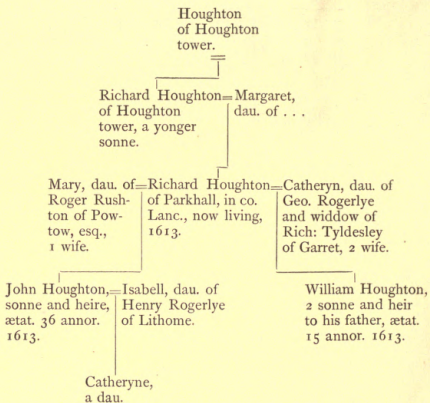 Houghton
of Houghton
tower.
Richard Houghton=Margaret,
of Houghton
tower, a yonger
sonne.
dau. of . . .
Mary, dau. of=Richard Houghton=Catheryn, dau. of
Roger Rush-
ton of Pow-
tow, esq.,
1 wife.
of Parkhall, in co.
Lanc., now living,
1613.
Geo. Rogerlye
and widdow of
Rich: Tyldesley
of Garret, 2 wife.
John Houghton,=Isabell, dau. of
sonne and heire,
ætat. 36 annor.
1613.
Henry Rogerlye
of Lithome.
William Houghton,
2 sonne and heir
to his father, ætat.
15 annor. 1613.
Catheryne,
a dau.